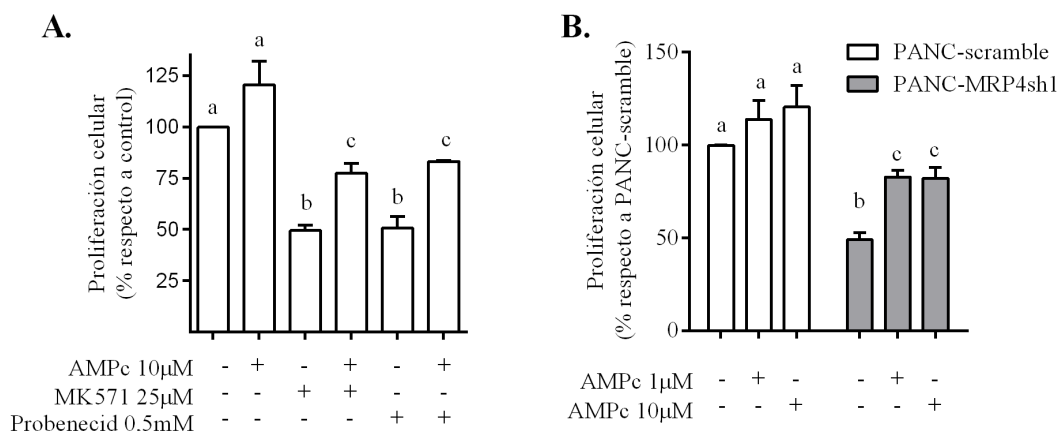 A.
Proliferación celular
(% respecto a control)
125
100
75
50
25
a
a
b
c
b
c
AMPc 10µM - + - + - +
MK571 25µM - - + + - -
Probenecid 0,5mM - - - - + +
B.
Proliferación celular
(% respecto a PANC-scramble)
150
100
50
0
a
a
a
b
c
c
PANC-scramble
PANC-MRP4sh1
AMPc 1µM - + - - + -
AMPc 10µM - - + - - +